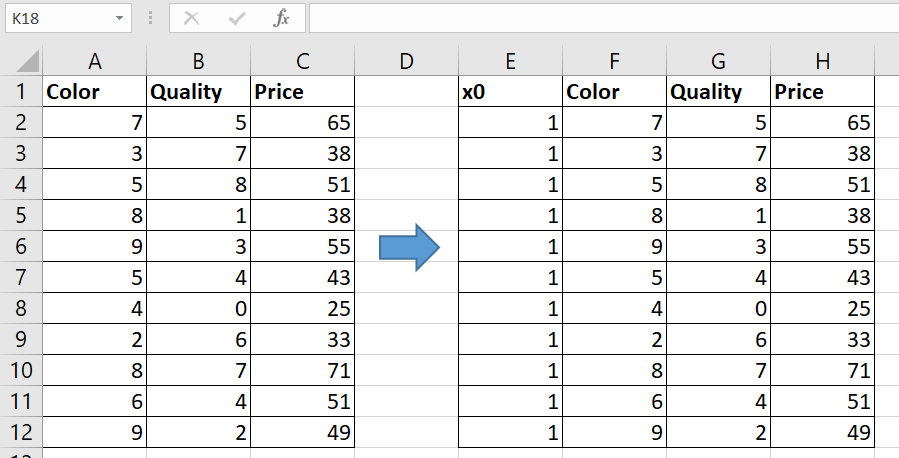 K18 fx
A B C D E F G H
1 Color Quality Price x0 Color Quality Price
2 7 5 65 1 7 5 65
3 3 7 38 1 3 7 38
4 5 8 51 1 5 8 51
5 8 1 38 1 8 1 38
6 9 3 55 1 9 3 55
7 5 4 43 1 5 4 43
8 4 0 25 1 4 0 25
9 2 6 33 1 2 6 33
10 8 7 71 1 8 7 71
11 6 4 51 1 6 4 51
12 9 2 49 1 9 2 49